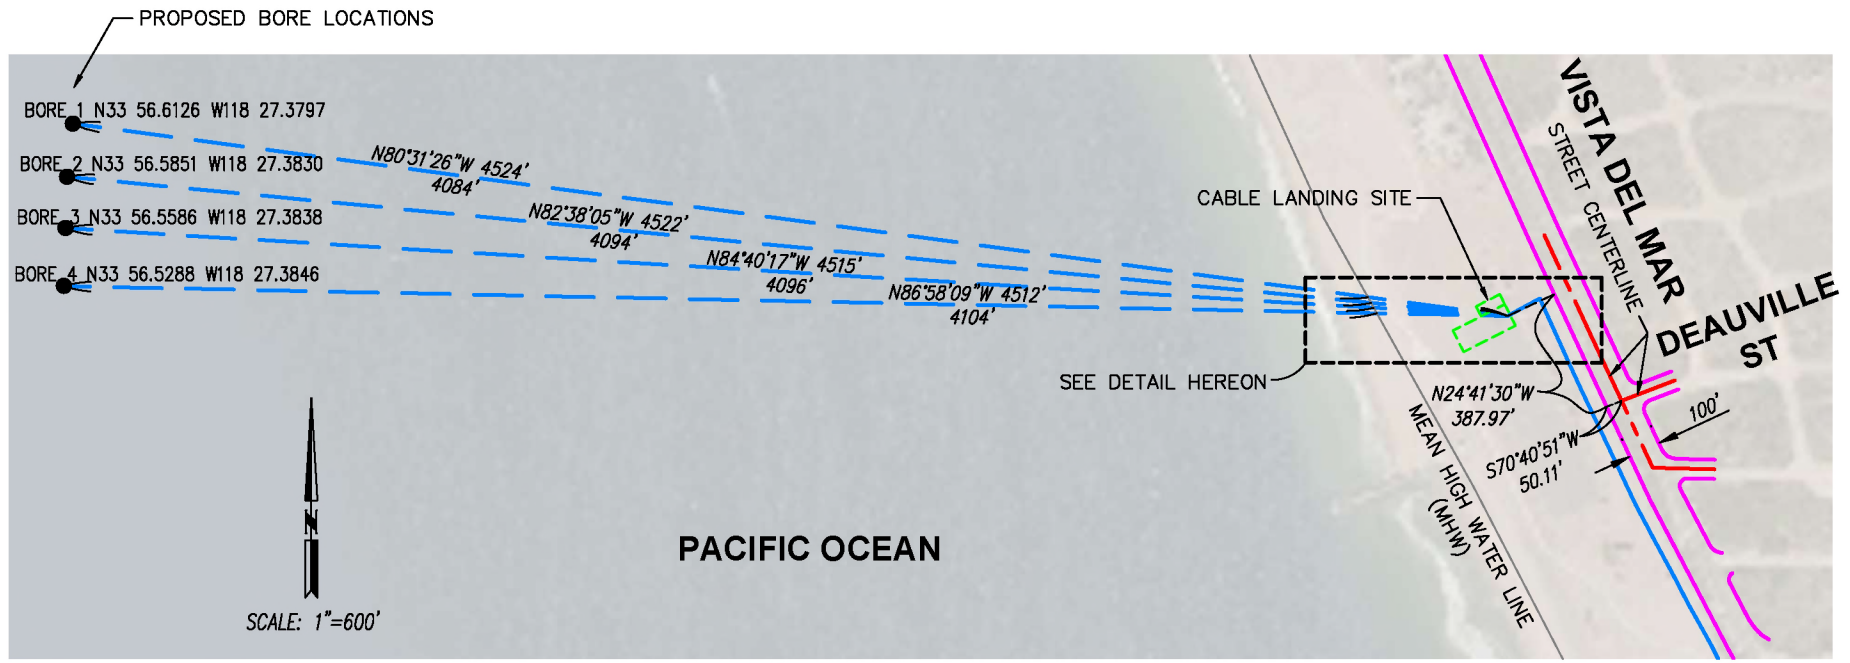 PROPOSED BORE LOCATIONS
BORE 1 N33 56.6126 W118 27.3797
BORE 2 N33 56.5851 W118 27.3830
BORE 3 N33 56.5586 W118 27.3838
BORE 4 N33 56.5288 W118 27.3846
N80°31'26"W 4524'
4084'
N82°38'05"W 4522'
4094'
N84°40'17"W 4515'
4096'
N86°58'09"W 4512'
4104'
CABLE LANDING SITE
SEE DETAIL HEREON
VISTA DEL MAR
STREET CENTERLINE
DEAUVILLE
ST
N24°41'30"W
387.97'
100'
S70°40'51"W
50.11'
MEAN HIGH WATER LINE
(MHW)
PACIFIC OCEAN
N
SCALE: 1"=600'